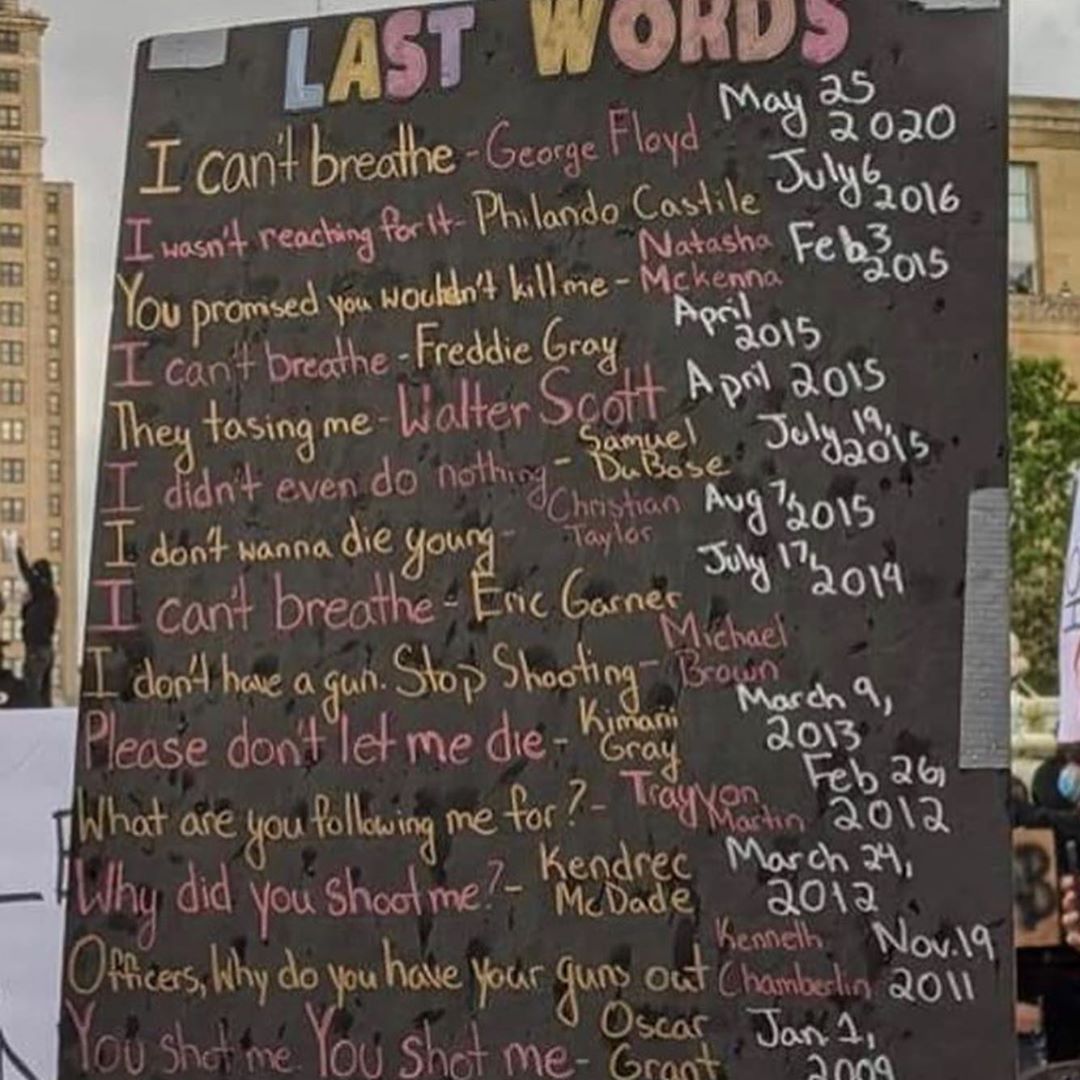 LAST WORDS
I can't breathe - George Floyd May 25 2020
I wasn't reaching for it - Philando Castile July 6 2016
You promised you wouldn't kill me - Natasha Mckenna Feb 3 2015
I can't breathe - Freddie Gray April 2015
They tasing me - Walter Scott April 2015
I didn't even do nothing - Samuel DuBose July 19, 2015
I don't wanna die young - Christian Taylor Aug 7, 2015
I can't breathe - Eric Garner July 17, 2014
I don't have a gun. Stop Shooting - Michael Brown
Please don't let me die - Kimani Gray March 9, 2013
What are you following me for? - Trayvon Martin Feb 26, 2012
Why did you shoot me? - Kendrec McDade March 24, 2012
Officers, Why do you have your guns out Kenneth Chamberlin Nov. 19 2011
You shot me. You shot me - Oscar Grant Jan 1, 2009